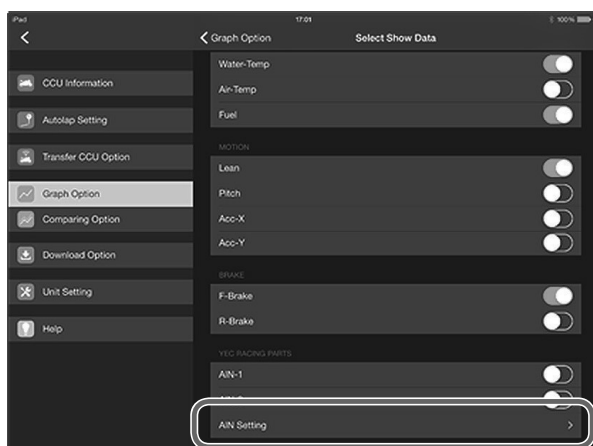 iPad 17:01 100%
Graph Option Select Show Data
Water-Temp
CCU Information
Air-Temp
Autolap Setting
Fuel
MOTION
Transfer CCU Option
Lean
Graph Option
Pitch
Comparing Option
Acc-X
Acc-Y
Download Option
BRAKE
Unit Setting
F-Brake
R-Brake
Help
YEC RACING PARTS
AIN-1
AIN Setting